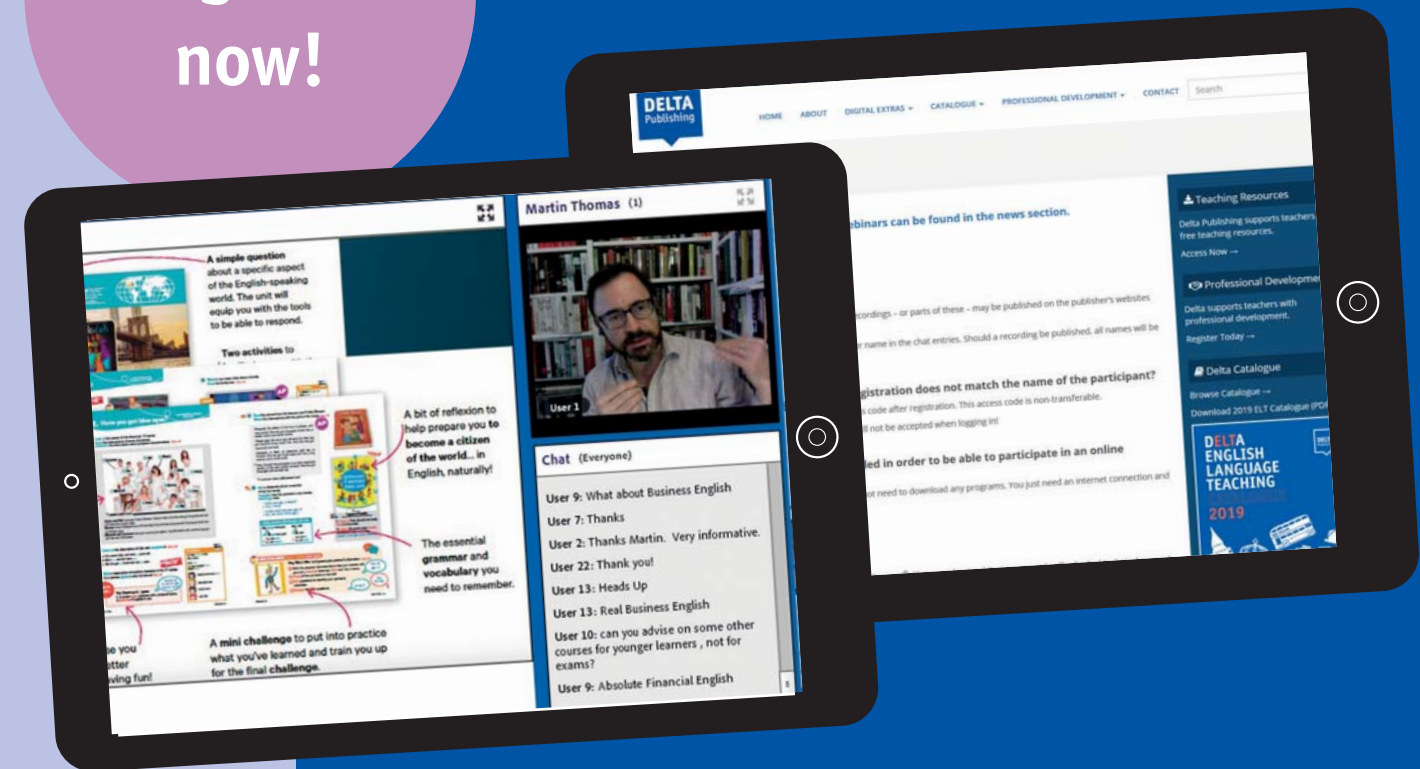 now!
DELTA
Publishing
HOME ABOUT DIGITAL EXTRAS CATALOGUE PROFESSIONAL DEVELOPMENT CONTACT Search
ebinars can be found in the news section.
ecordings – or parts of these – may be published on the publisher's websites
r name in the chat entries. Should a recording be published, all names will be
gistration does not match the name of the participant?
s code after registration. This access code is non-transferable.
ll not be accepted when logging in!
led in order to be able to participate in an online
ot need to download any programs. You just need an internet connection and
Teaching Resources
Delta Publishing supports teachers
free teaching resources.
Access Now →
Professional Developme
Delta supports teachers with
professional development.
Register Today →
Delta Catalogue
Browse Catalogue →
Download 2019 ELT Catalogue (PDF
DELTA
ENGLISH
LANGUAGE
TEACHING
CATALOGUE
2019
A simple question
about a specific aspect
of the English-speaking
world. The unit will
equip you with the tools
to be able to respond.
Two activities to
A bit of reflexion to
help prepare you to
become a citizen
of the world... in
English, naturally!
The essential
grammar and
vocabulary you
need to remember.
A mini challenge to put into practice
what you've learned and train you up
for the final challenge.
e you
etter
ving fun!
Martin Thomas (1)
User 1
Chat (Everyone)
User 9: What about Business English
User 7: Thanks
User 2: Thanks Martin. Very informative.
User 22: Thank you!
User 13: Heads Up
User 13: Real Business English
User 10: can you advise on some other
courses for younger learners , not for
exams?
User 9: Absolute Financial English